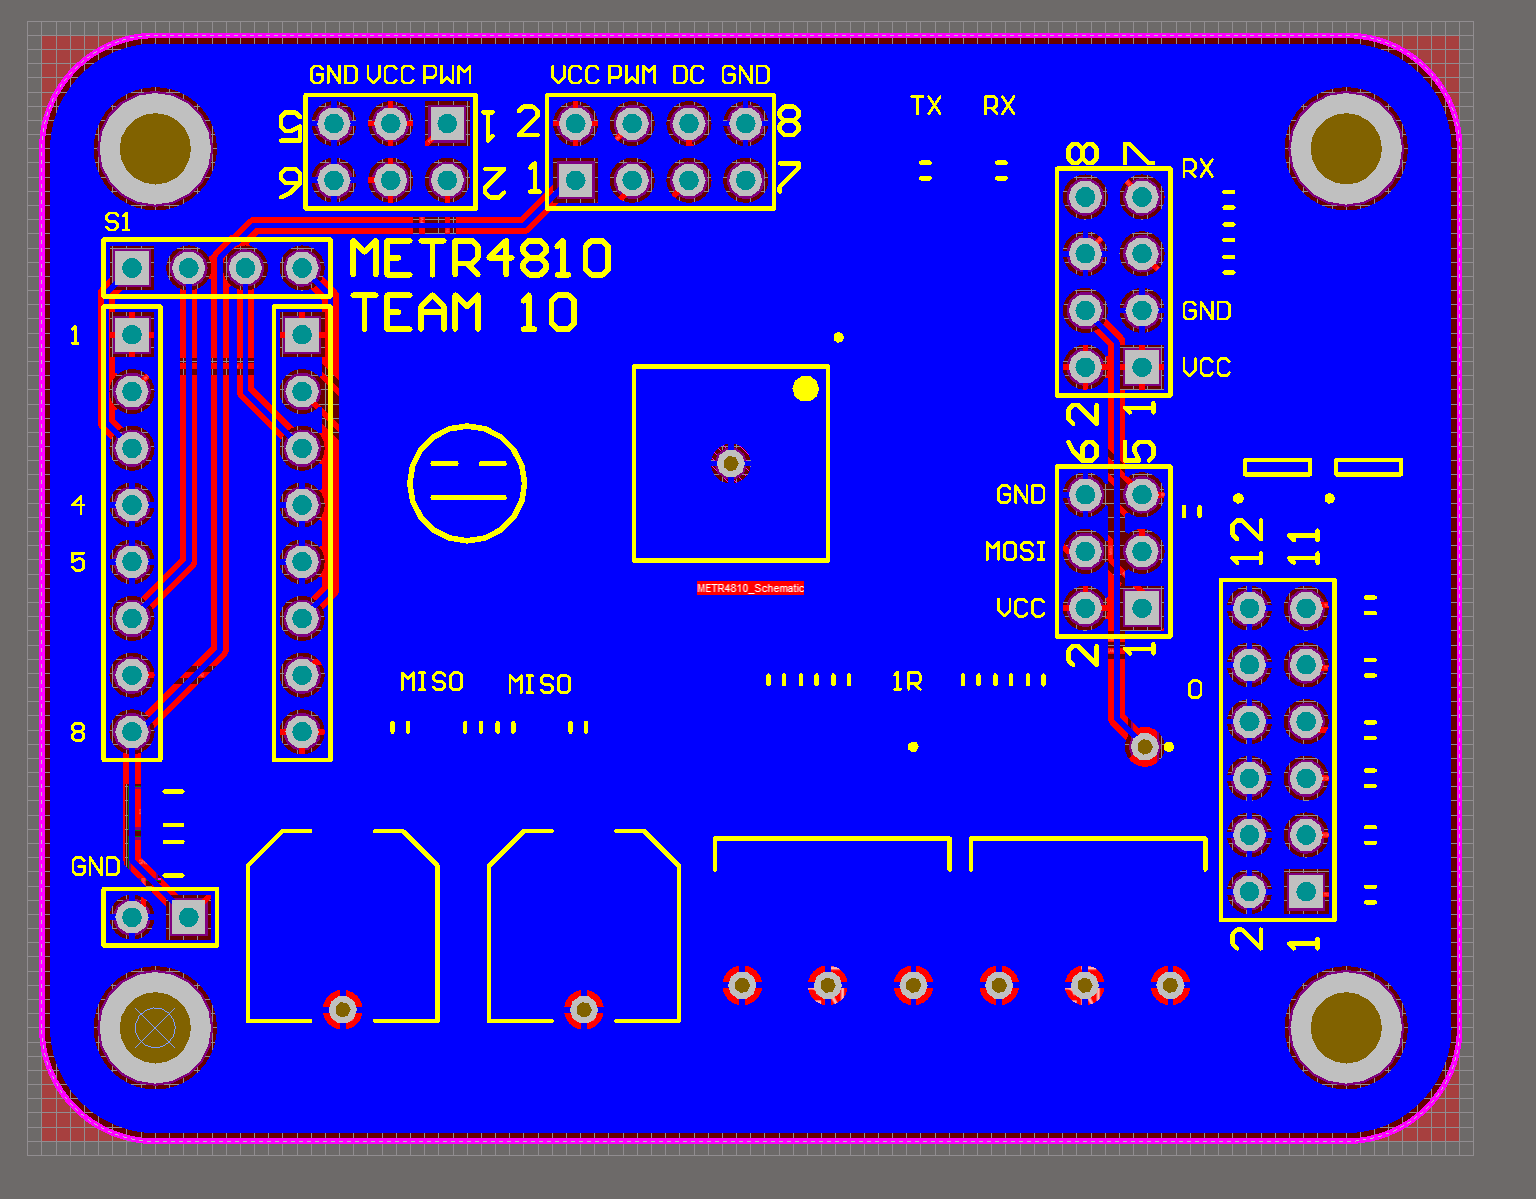 GND VCC PWM
VCC PWM DC GND
TX RX
5 1 2 8
6 2 1 7
8 7
RX
S1
METR4810
TEAM 10
GND
1
VCC
2 1
6 5
4
GND
12 11
5
MOSI
METR4810_Schematic
VCC
2 1
MISO MISO 1R 0
8
GND
2 1